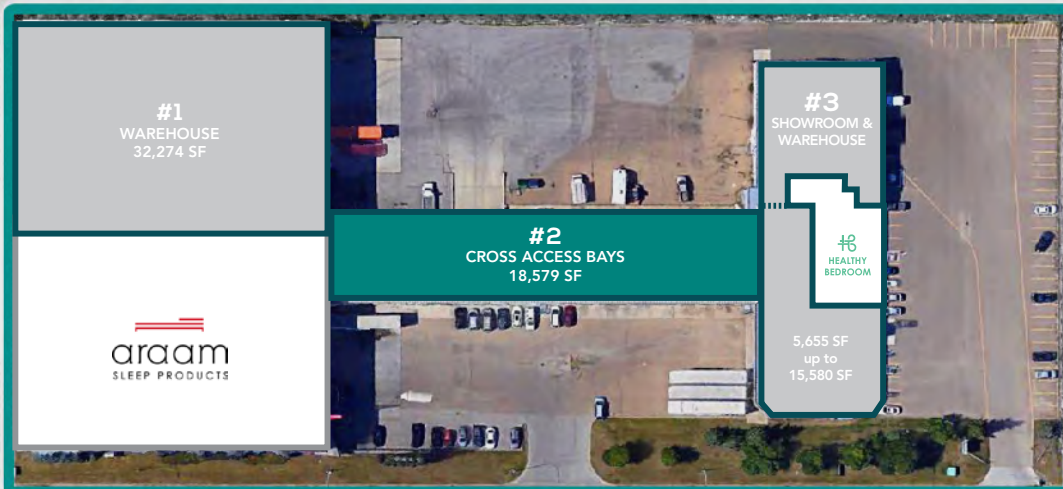 #1
WAREHOUSE
32,274 SF
araam
SLEEP PRODUCTS
#2
CROSS ACCESS BAYS
18,579 SF
#3
SHOWROOM &
WAREHOUSE
HB
HEALTHY
BEDROOM
5,655 SF
up to
15,580 SF